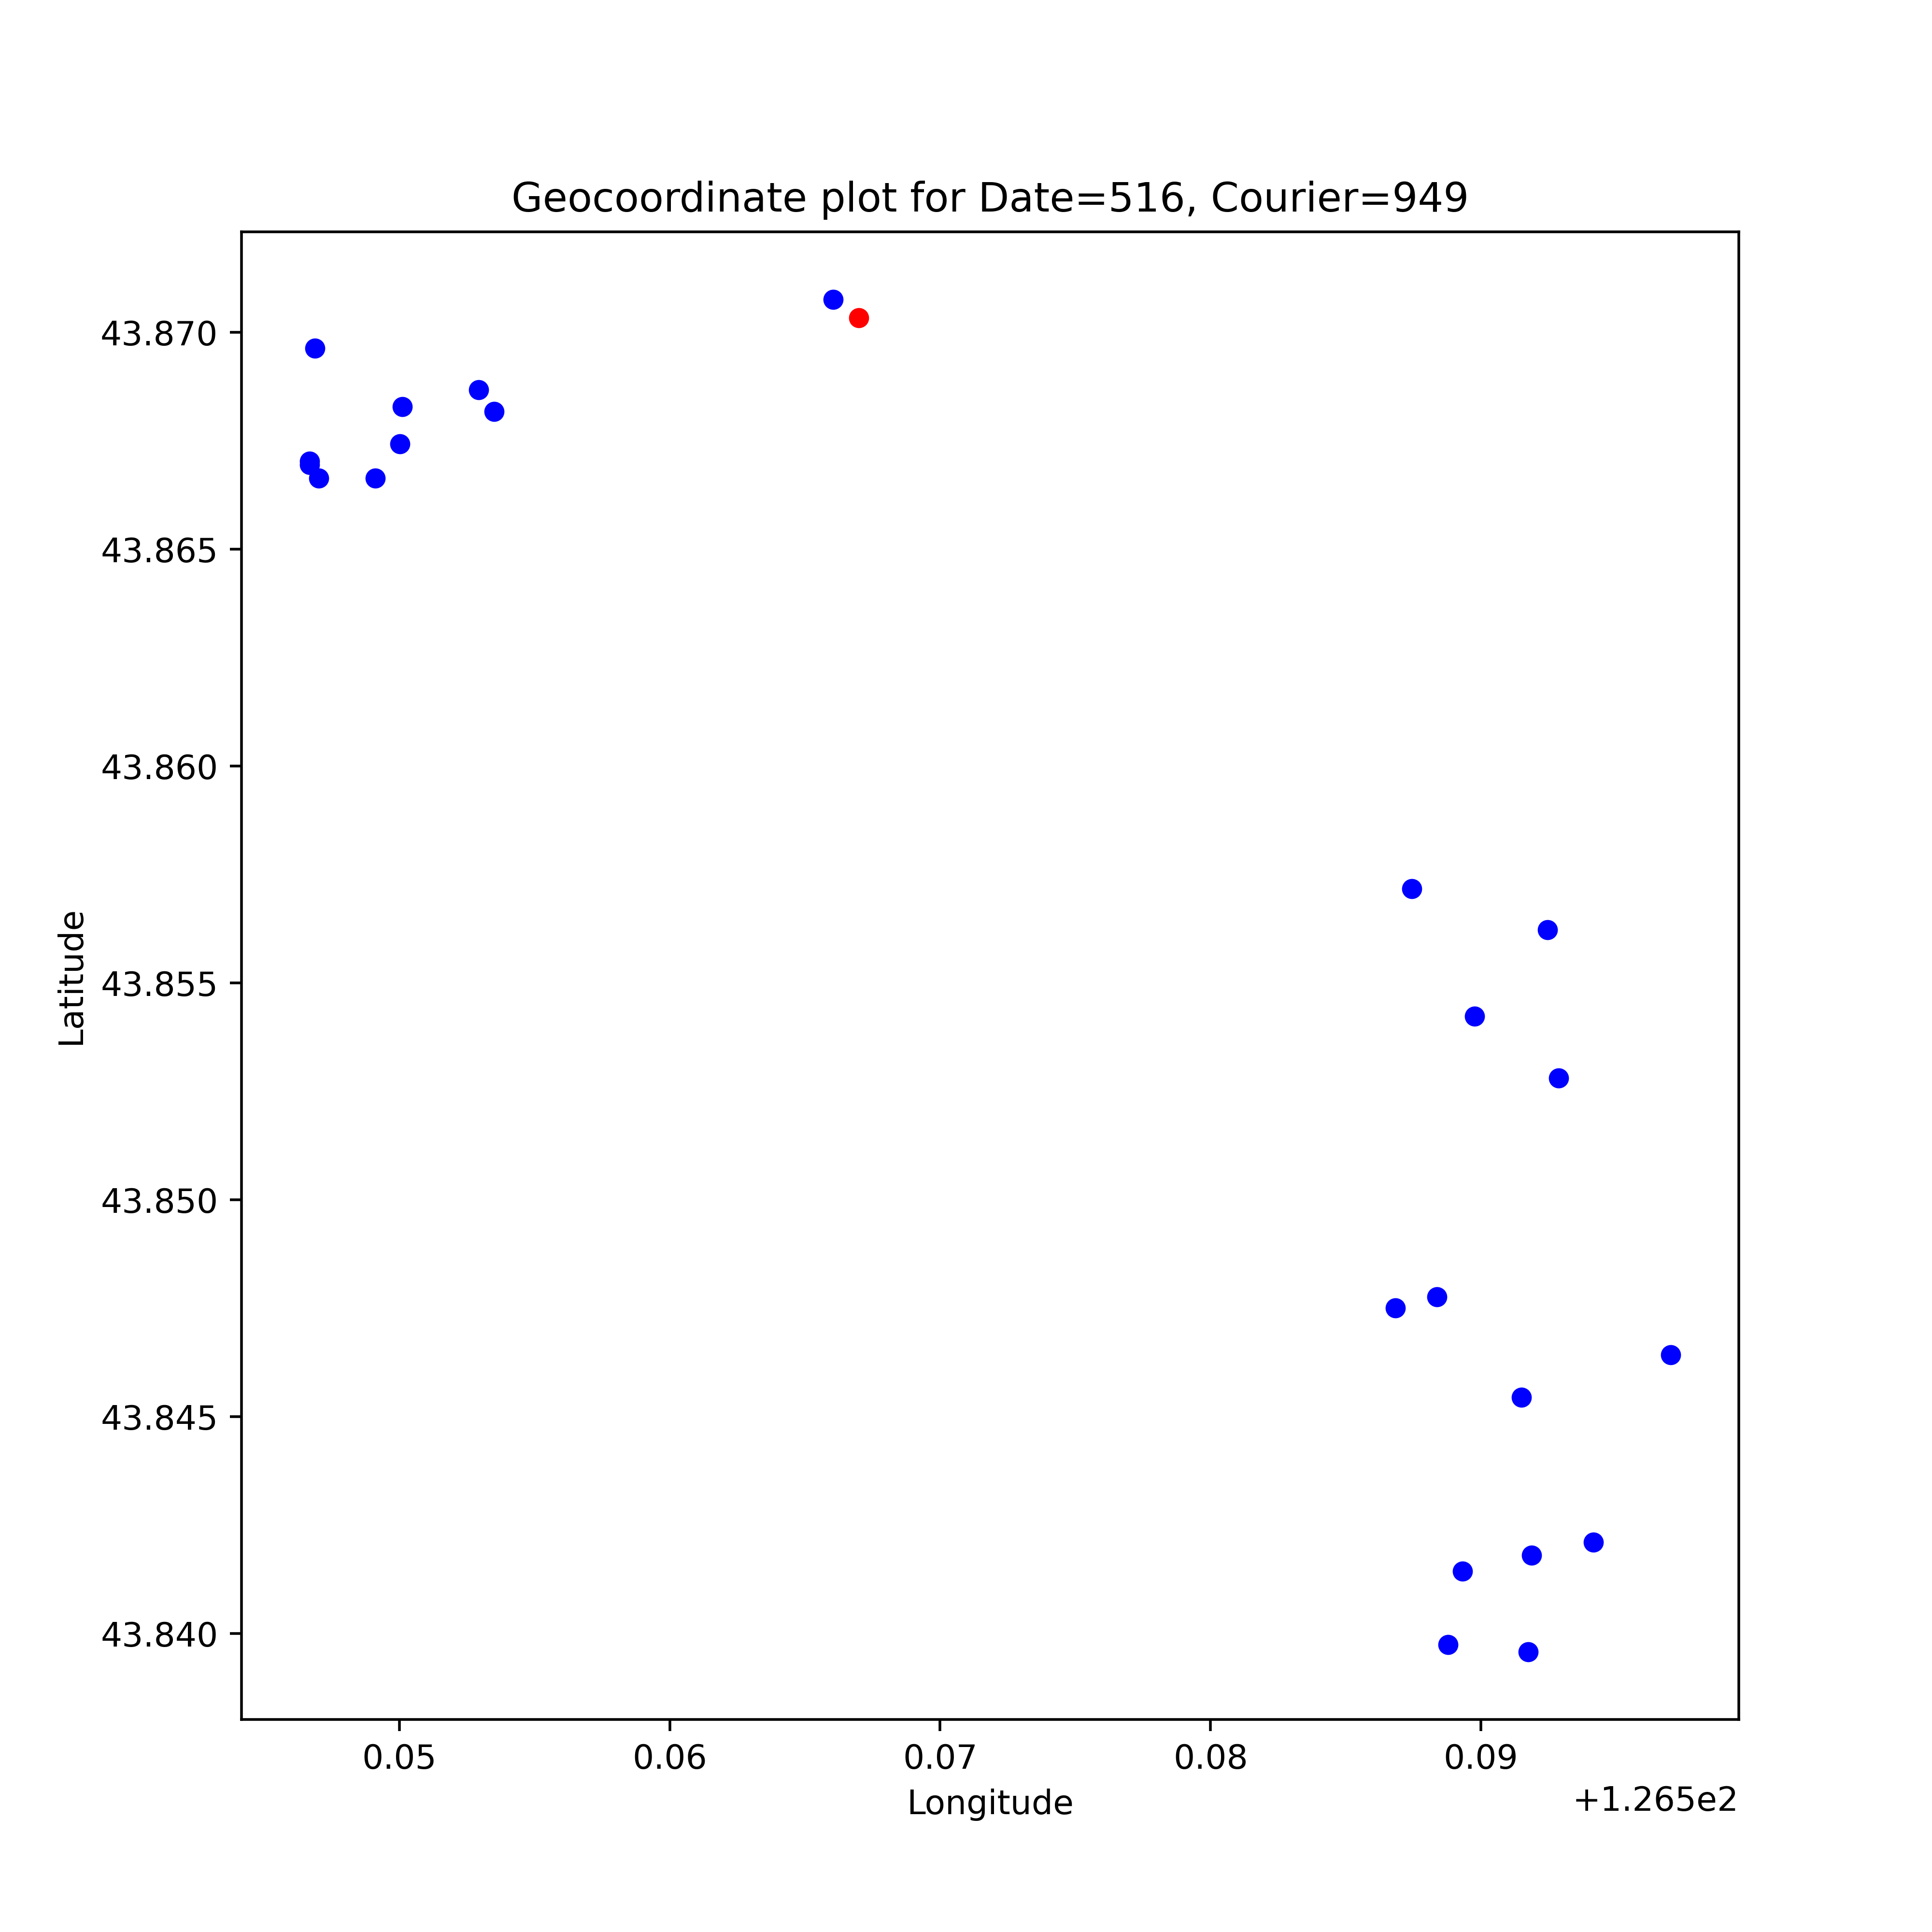 Geocoordinate plot for Date=516, Courier=949
43.870
43.865
43.860
43.855
43.850
43.845
43.840
Latitude
0.05 0.06 0.07 0.08 0.09
Longitude
+1.265e2